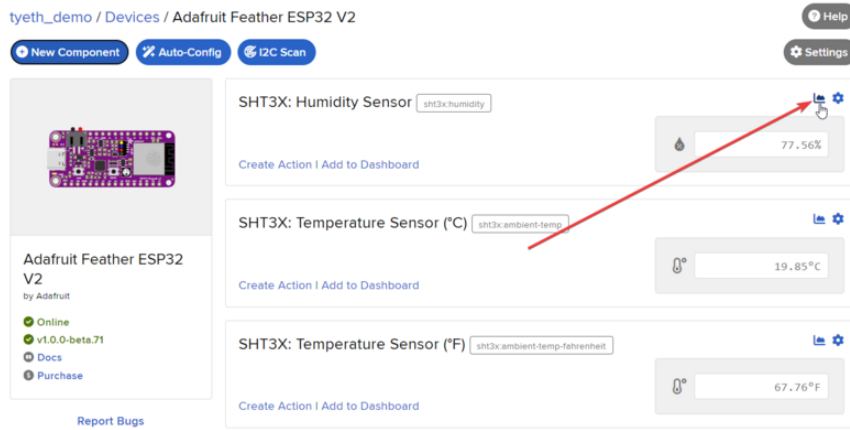 tyeth_demo / Devices / Adafruit Feather ESP32 V2
Help
New Component
Auto-Config
I2C Scan
Settings
Adafruit Feather ESP32
V2
by Adafruit
Online
v1.0.0-beta.71
Docs
Purchase
Report Bugs
SHT3X: Humidity Sensor sht3x:humidity
77.56%
Create Action | Add to Dashboard
SHT3X: Temperature Sensor (°C) sht3x:ambient-temp
19.85°C
Create Action | Add to Dashboard
SHT3X: Temperature Sensor (°F) sht3x:ambient-temp-fahrenheit
67.76°F
Create Action | Add to Dashboard